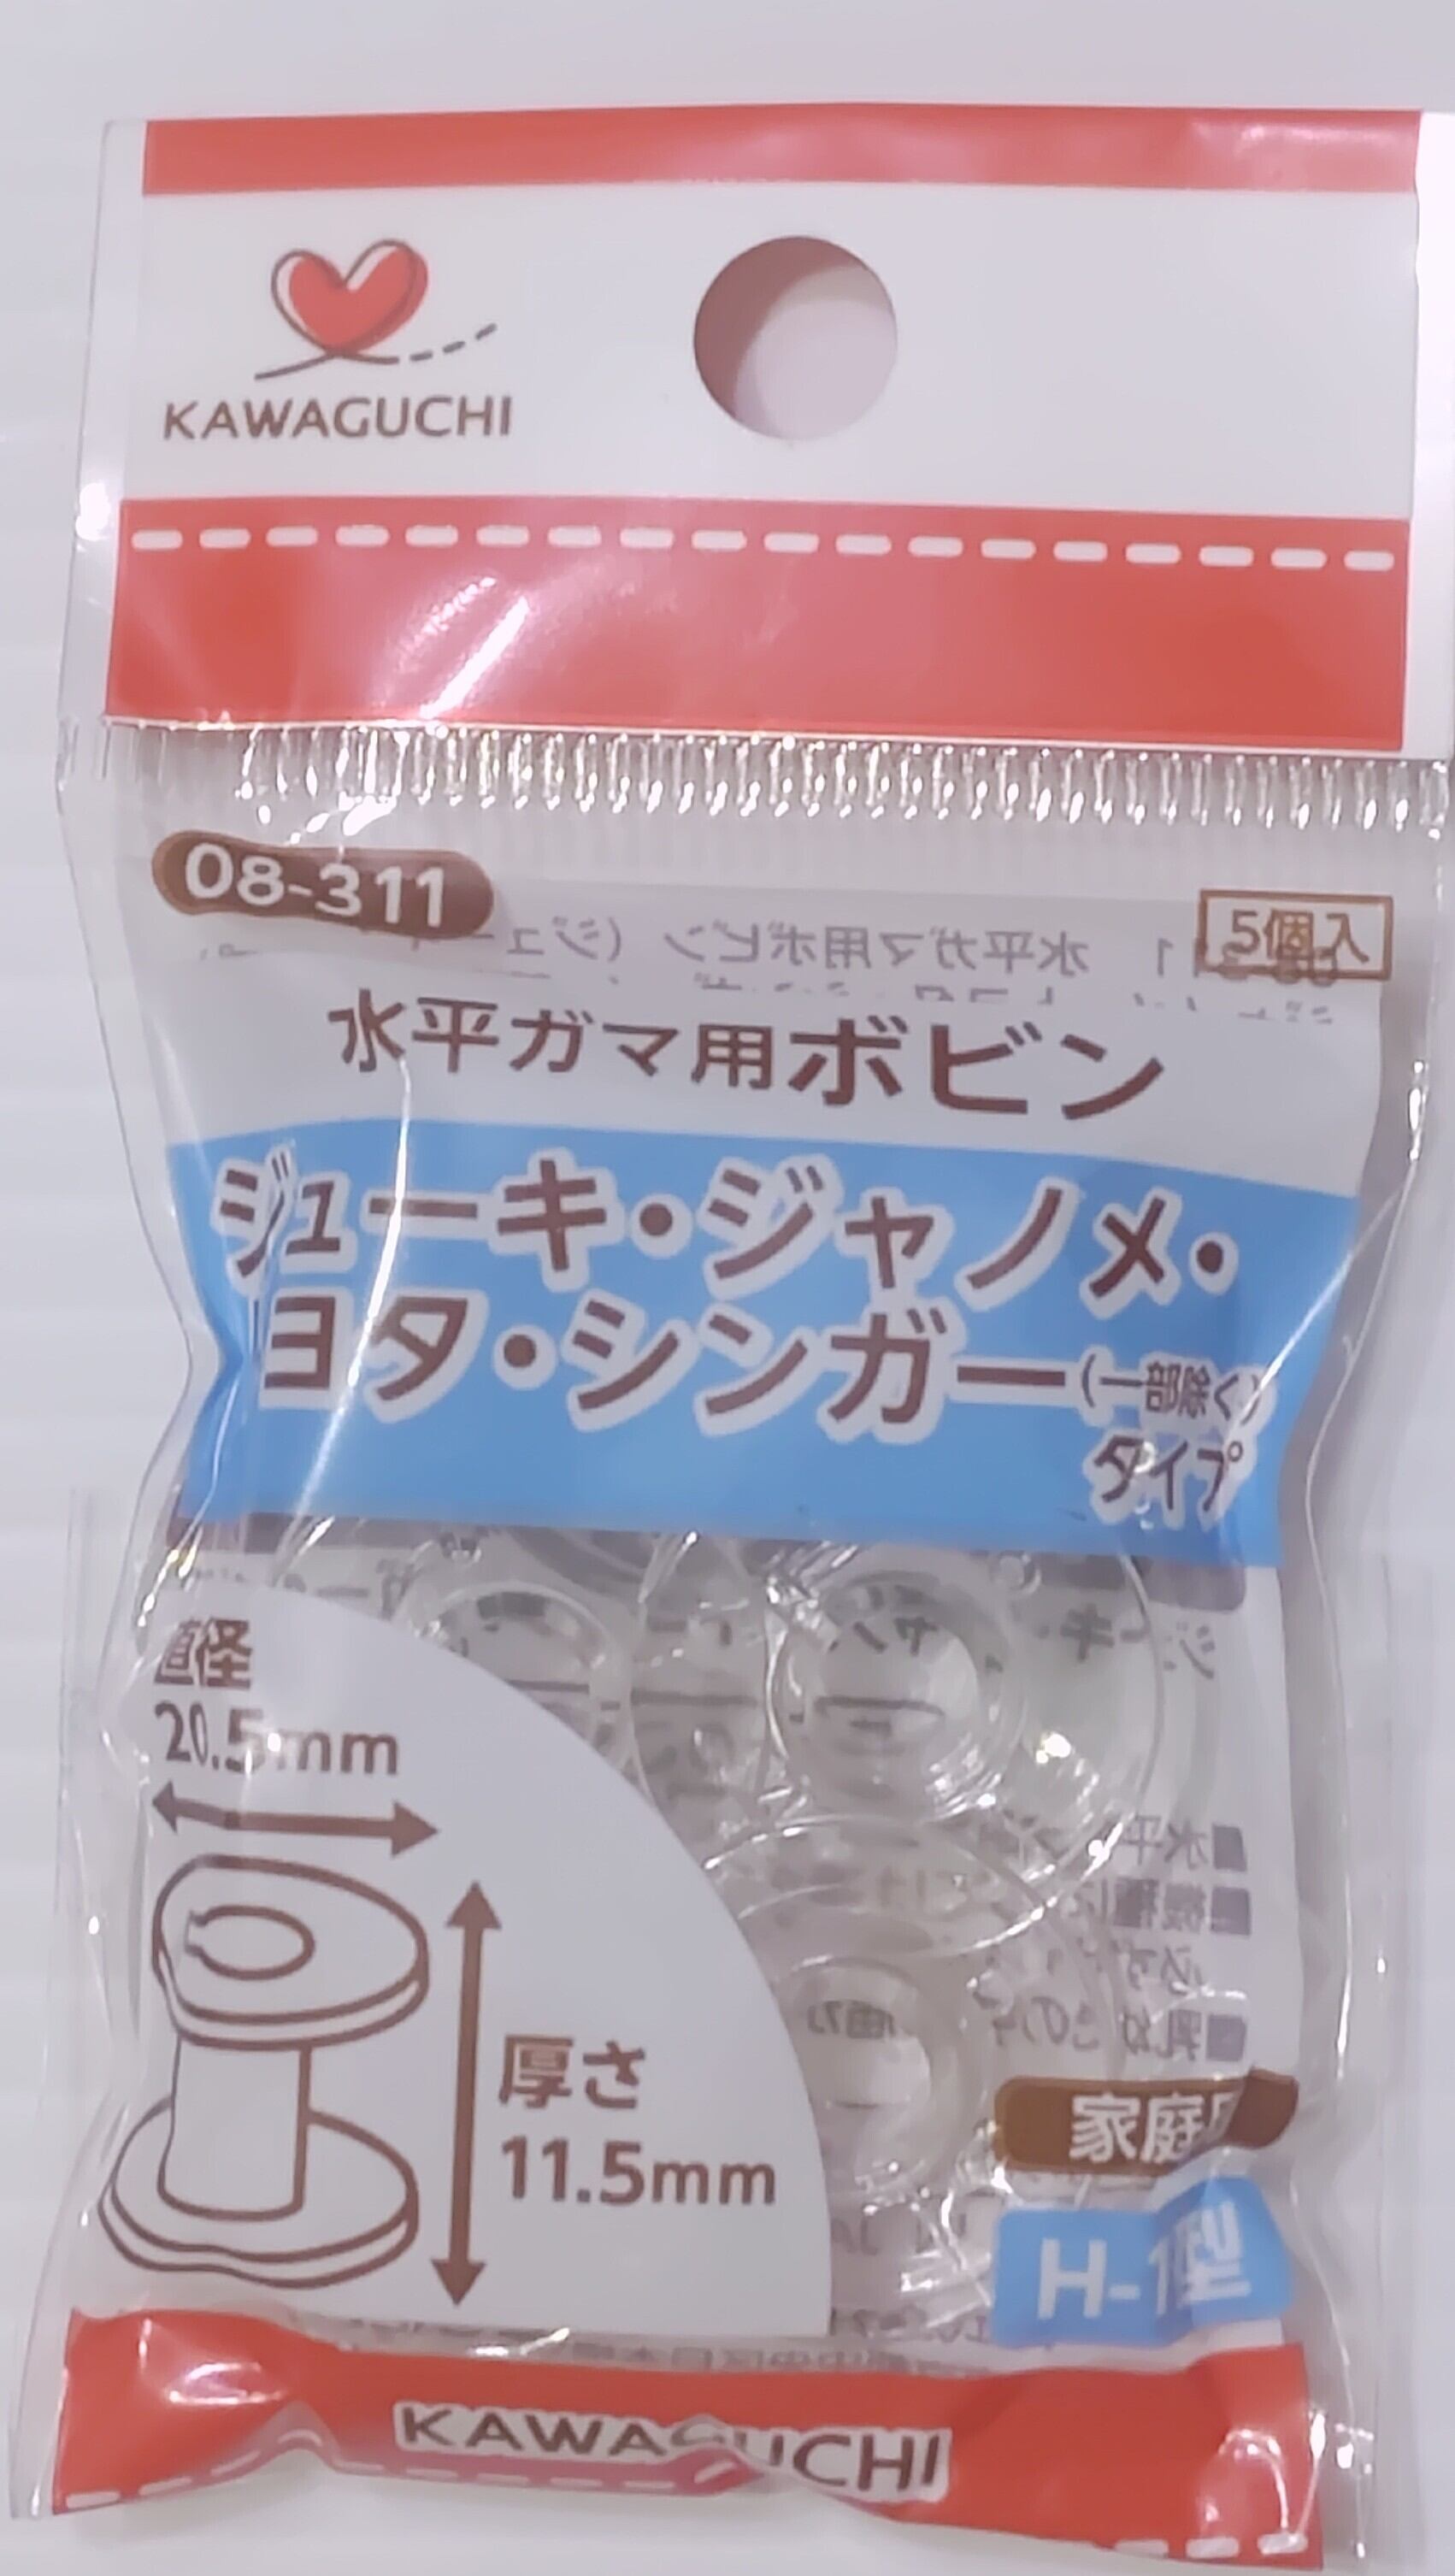 KAWAGUCHI
08-311
5個入
水平ガマ用ボビン
ジューキ・ジャノメ・
ヨタ・シンガー(一部除く)
タイプ
直径
20.5mm
厚さ
11.5mm
家庭用
H-1型
KAWAGUCHI